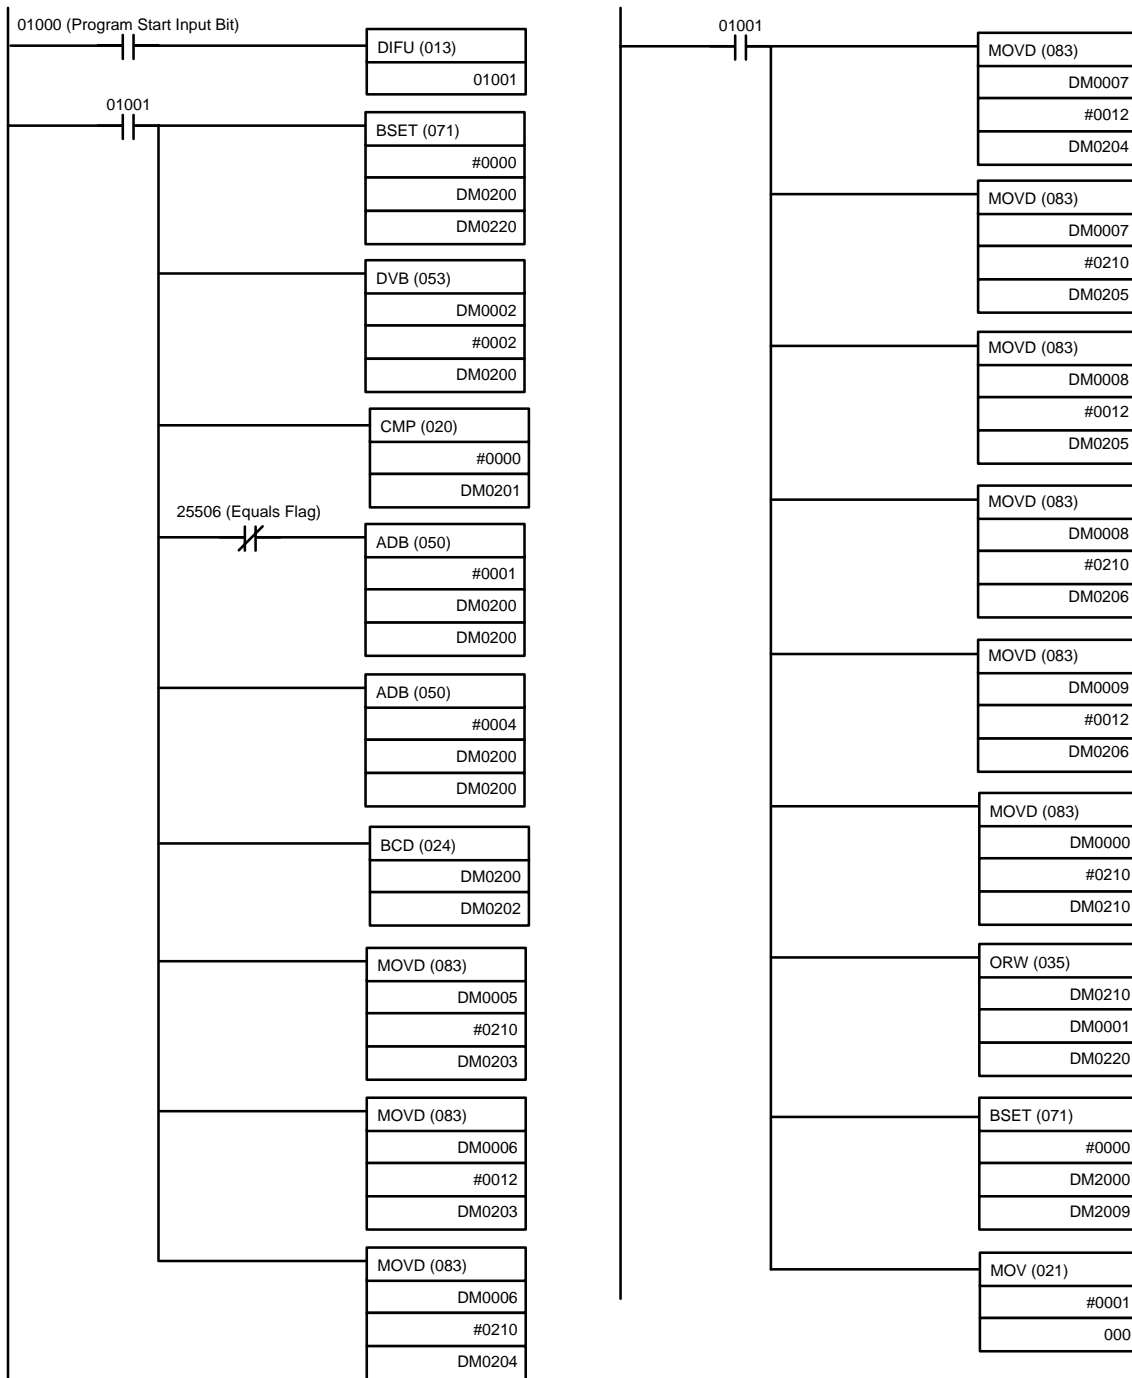 01000 (Program Start Input Bit)
DIFU (013)
01001
01001
BSET (071)
#0000
DM0200
DM0220
DVB (053)
DM0002
#0002
DM0200
CMP (020)
#0000
DM0201
25506 (Equals Flag)
ADB (050)
#0001
DM0200
DM0200
ADB (050)
#0004
DM0200
DM0200
BCD (024)
DM0200
DM0202
MOVD (083)
DM0005
#0210
DM0203
MOVD (083)
DM0006
#0012
DM0203
MOVD (083)
DM0006
#0210
DM0204
01001
MOVD (083)
DM0007
#0012
DM0204
MOVD (083)
DM0007
#0210
DM0205
MOVD (083)
DM0008
#0012
DM0205
MOVD (083)
DM0008
#0210
DM0206
MOVD (083)
DM0009
#0012
DM0206
MOVD (083)
DM0000
#0210
DM0210
ORW (035)
DM0210
DM0001
DM0220
BSET (071)
#0000
DM2000
DM2009
MOV (021)
#0001
000